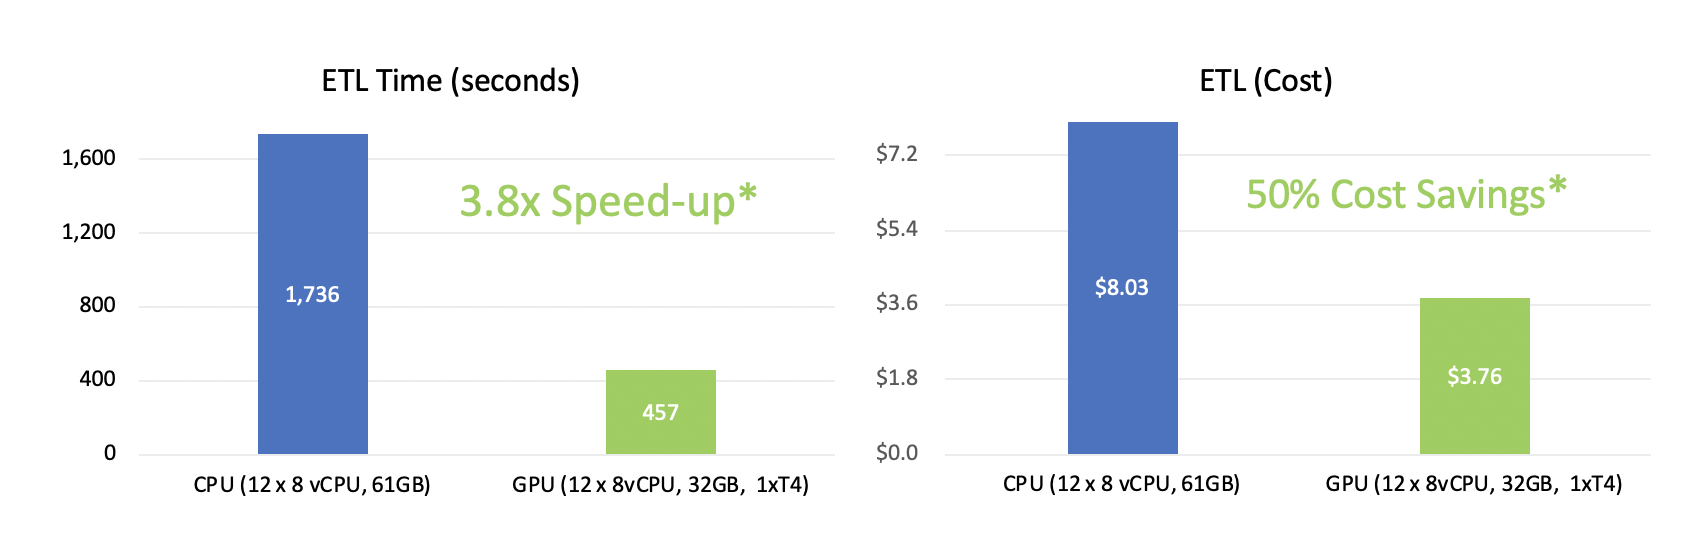 ETL Time (seconds)
1,600
1,200
800
400
0
3.8x Speed-up*
1,736
457
CPU (12 x 8 vCPU, 61GB)
GPU (12 x 8vCPU, 32GB, 1xT4)
ETL (Cost)
$7.2
$5.4
$3.6
$1.8
$0.0
50% Cost Savings*
$8.03
$3.76
CPU (12 x 8 vCPU, 61GB)
GPU (12 x 8vCPU, 32GB, 1xT4)